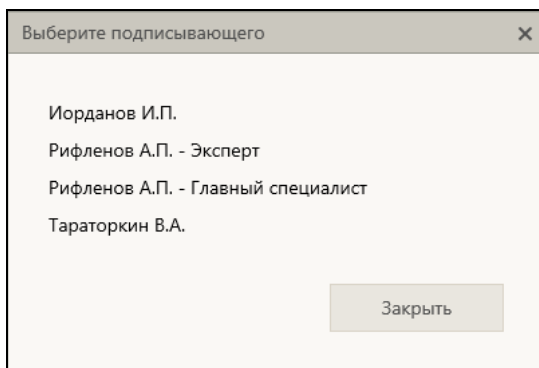 Выберите подписывающего
Иорданов И.П.
Рифленов А.П. - Эксперт
Рифленов А.П. - Главный специалист
Тараторкин В.А.
Закрыть